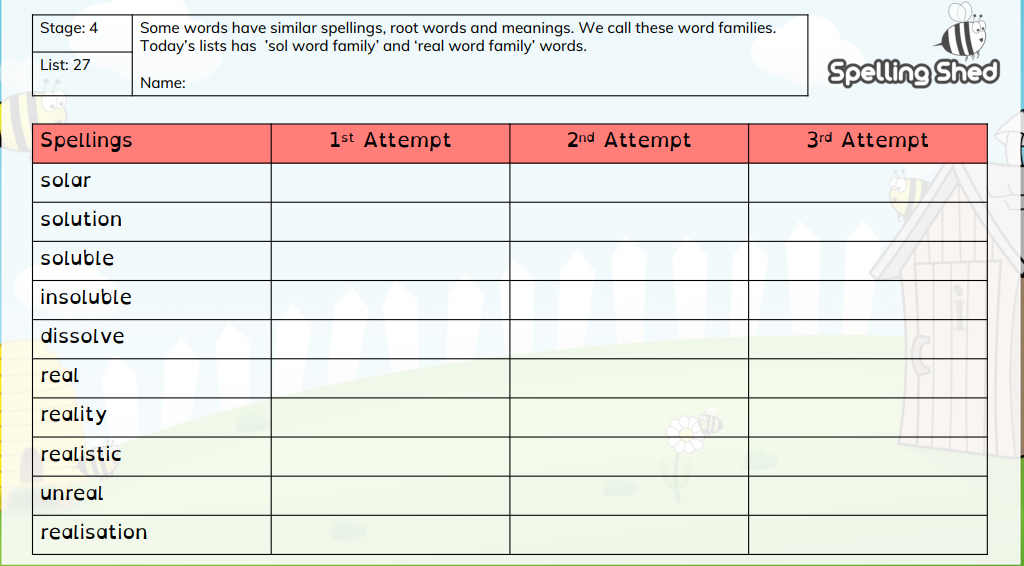 Stage: 4
Some words have similar spellings, root words and meanings. We call these word families.
Today’s lists has ’sol word family’ and ‘real word family’ words.
List: 27
Name:
Spelling Shed
Spellings 1st Attempt 2nd Attempt 3rd Attempt
solar
solution
soluble
insoluble
dissolve
real
reality
realistic
unreal
realisation